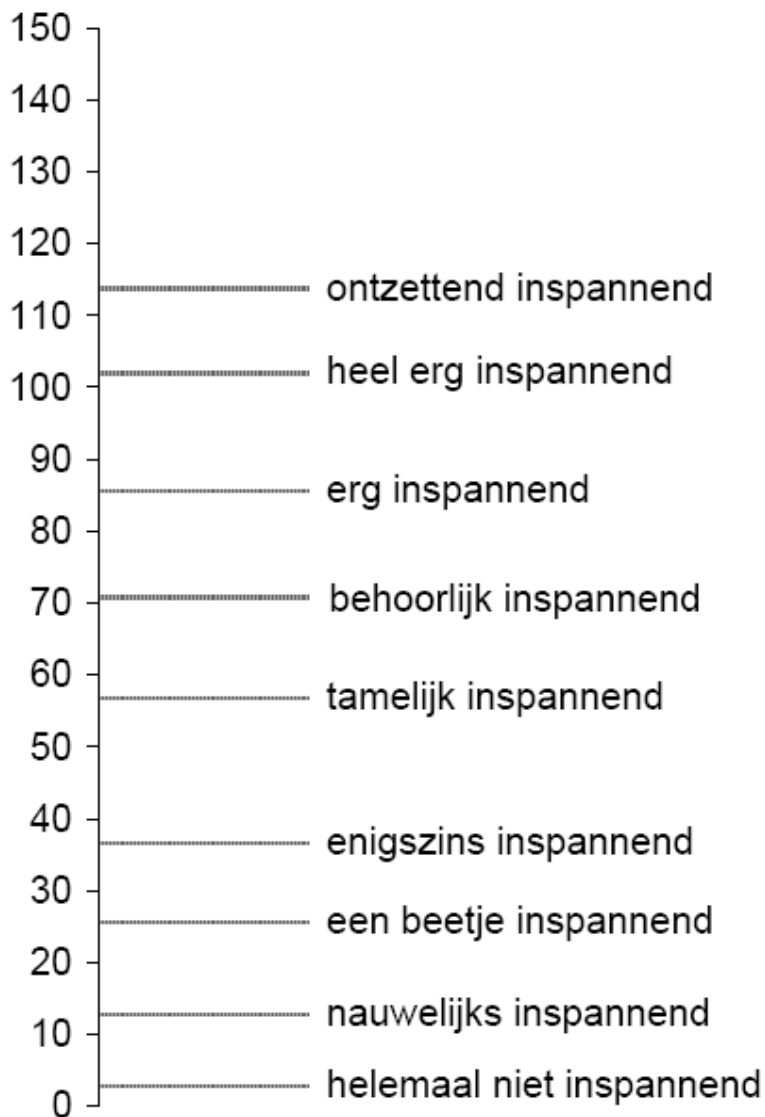 150
140
130
120
ontzettend inspannend
110
heel erg inspannend
100
90
erg inspannend
80
behoorlijk inspannend
70
60
tamelijk inspannend
50
40
enigszins inspannend
30
een beetje inspannend
20
nauwelijks inspannend
10
helemaal niet inspannend
0